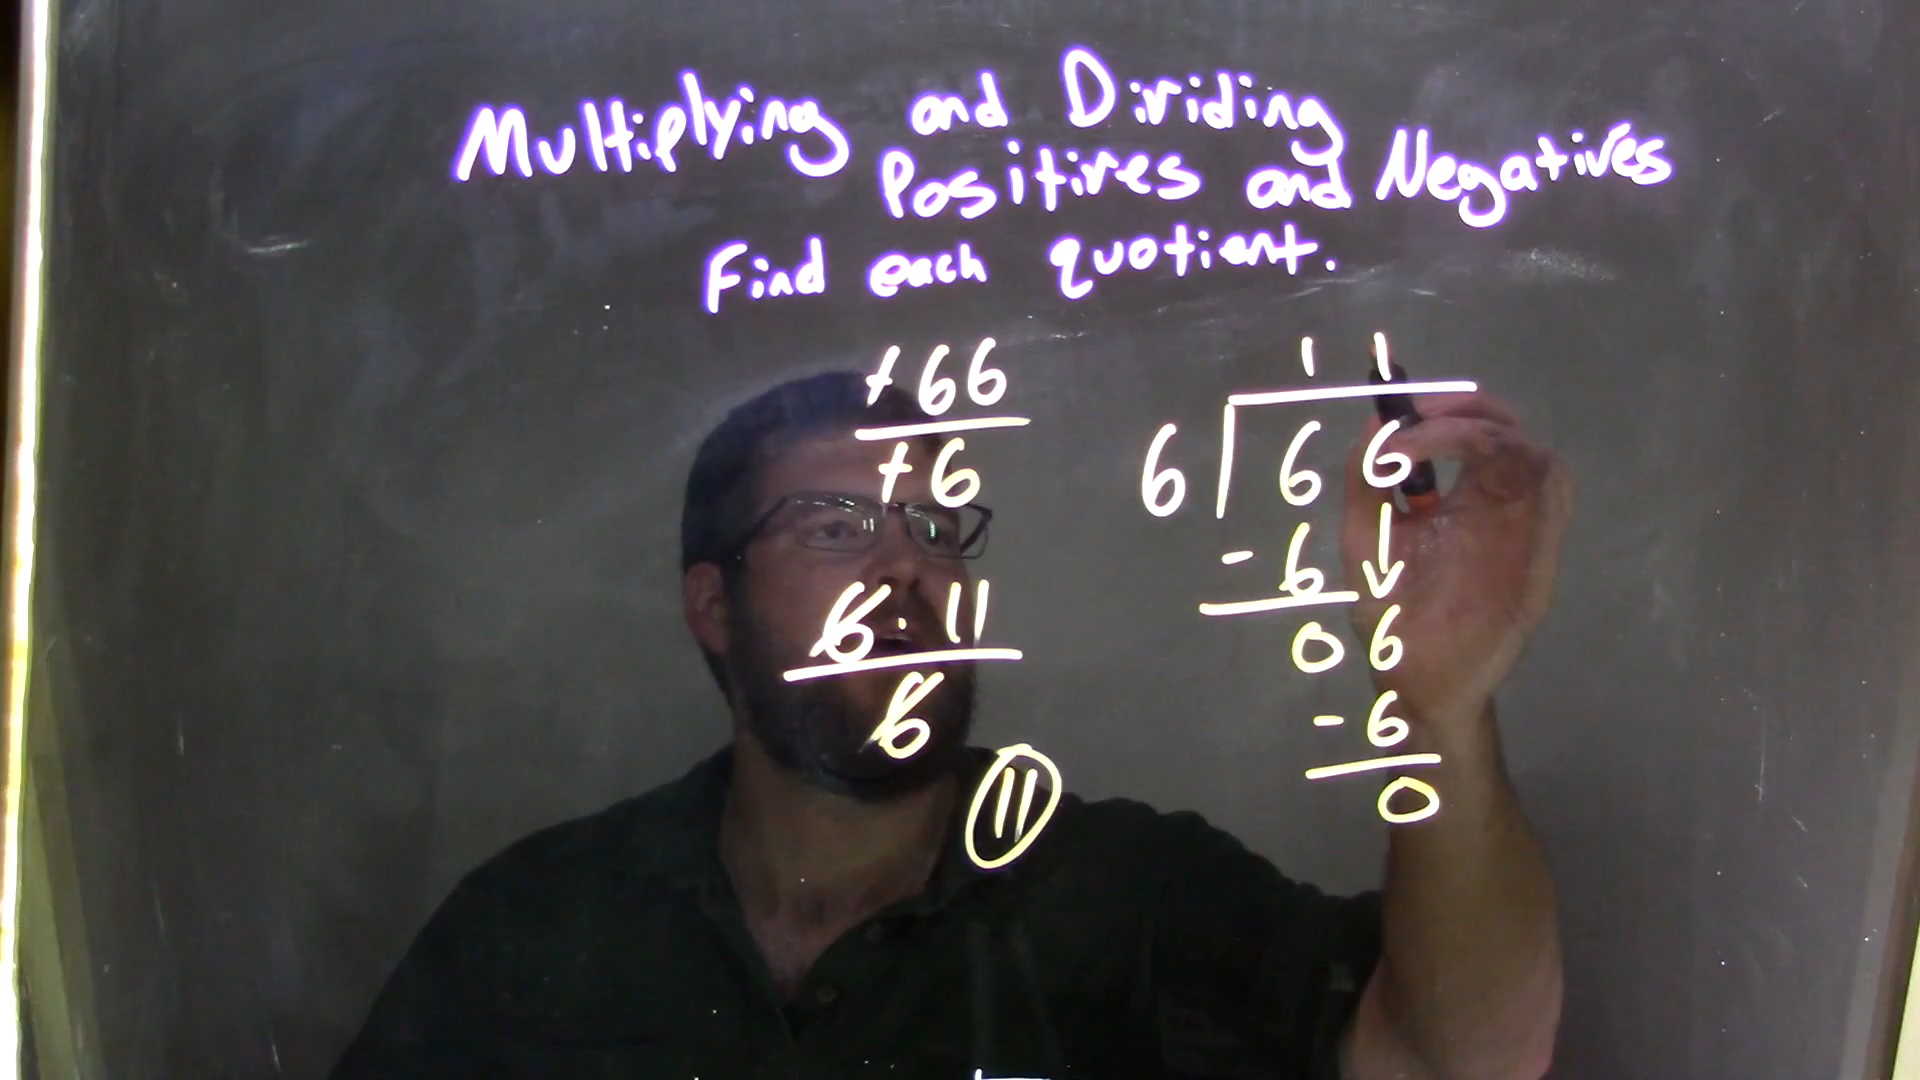 Multiplying and Dividing
Positives and Negatives
Find each quotient.
+66
+6
6 · 11
6
11
11
6 66
- 6
06
- 6
0